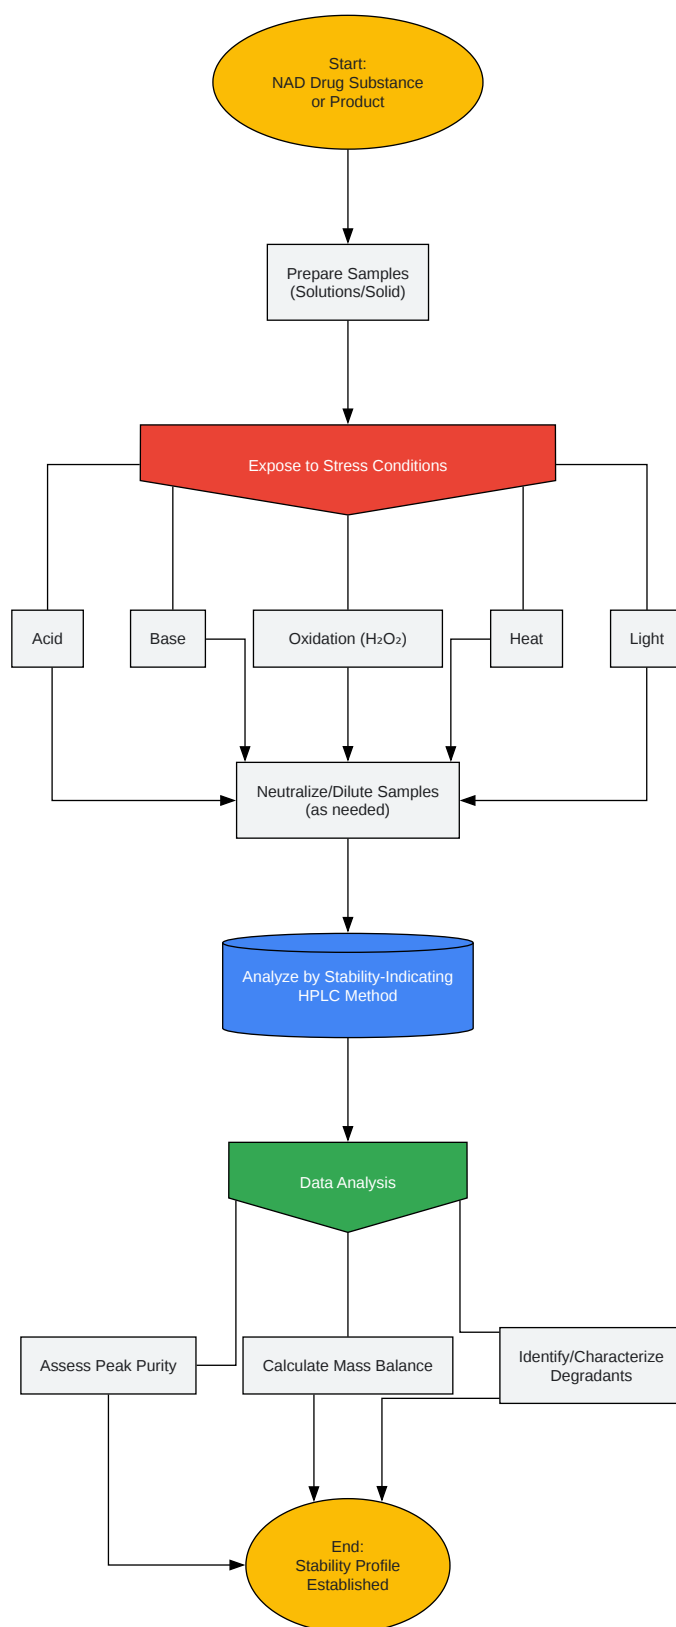 Start:
NAD Drug Substance
or Product
Prepare Samples
(Solutions/Solid)
Expose to Stress Conditions
Acid
Base
Oxidation (H₂O₂)
Heat
Light
Neutralize/Dilute Samples
(as needed)
Analyze by Stability-Indicating
HPLC Method
Data Analysis
Assess Peak Purity
Calculate Mass Balance
Identify/Characterize
Degradants
End:
Stability Profile
Established